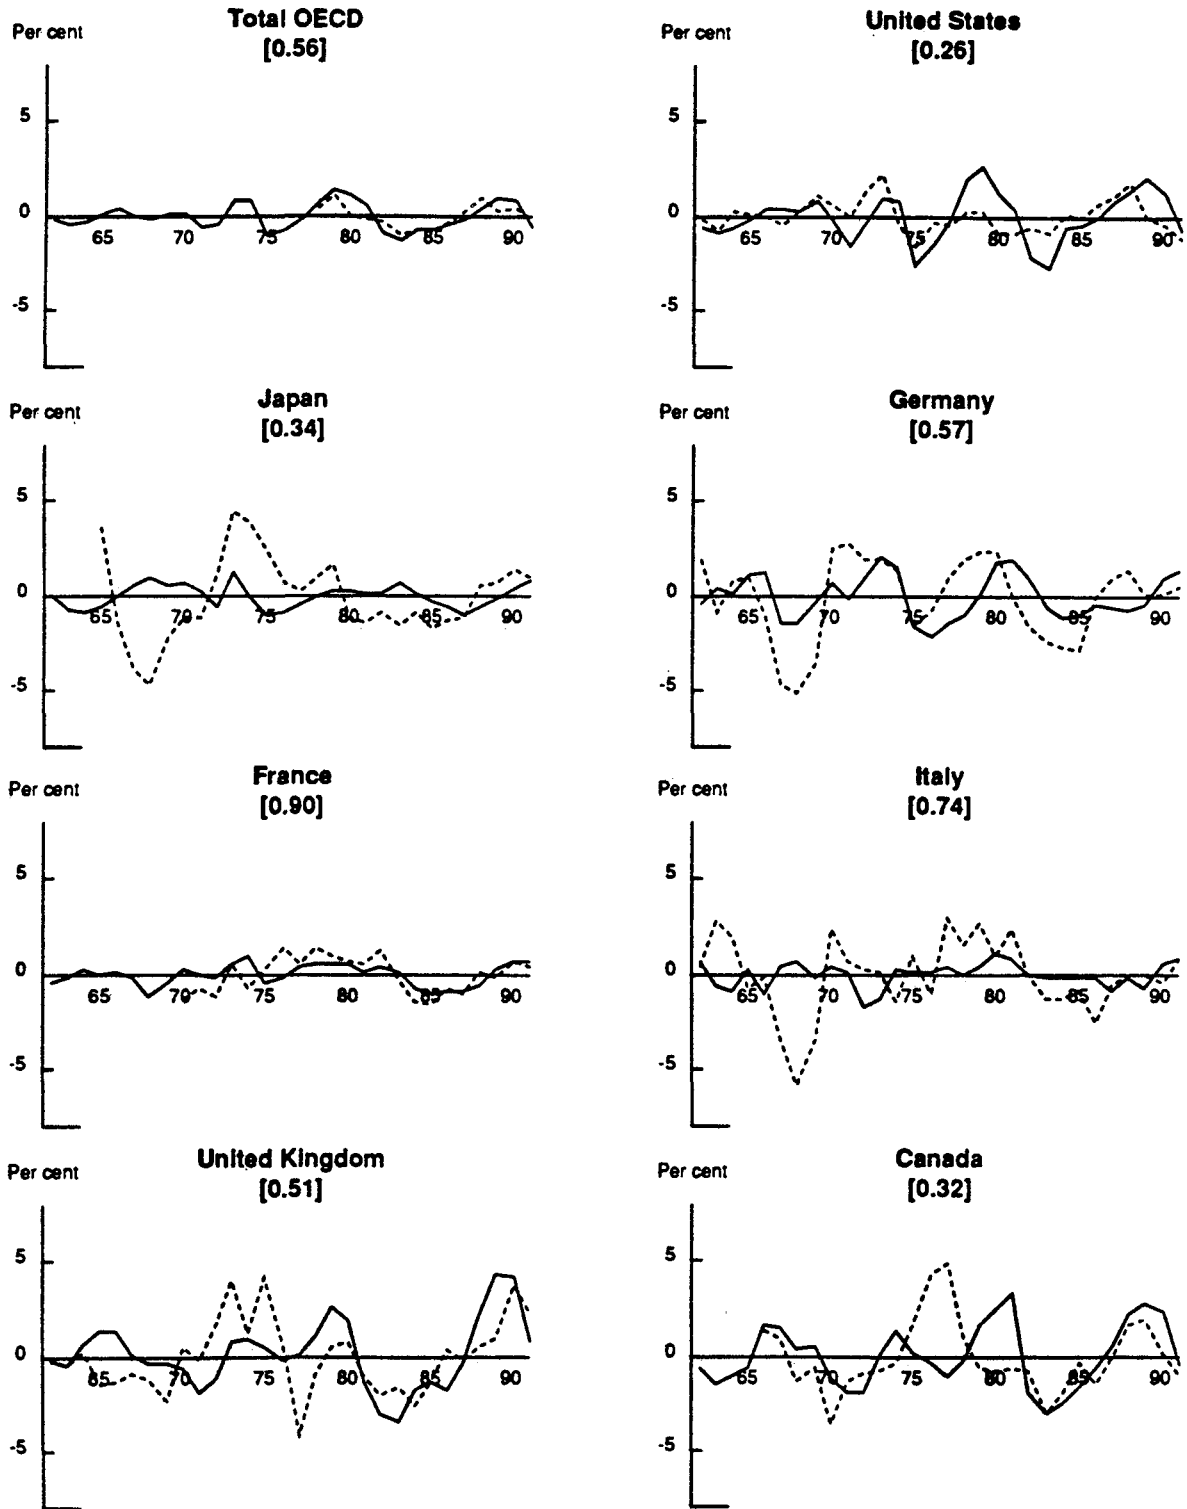 Total OECD
[0.56]
Per cent
5
0
-5
65 70 75 80 85 90
United States
[0.26]
Per cent
5
0
-5
65 70 75 80 85 90
Japan
[0.34]
Per cent
5
0
-5
65 70 75 80 85 90
Germany
[0.57]
Per cent
5
0
-5
65 70 75 80 85 90
France
[0.90]
Per cent
5
0
-5
65 70 75 80 85 90
Italy
[0.74]
Per cent
5
0
-5
65 70 75 80 85 90
United Kingdom
[0.51]
Per cent
5
0
-5
65 70 75 80 85 90
Canada
[0.32]
Per cent
5
0
-5
65 70 75 80 85 90